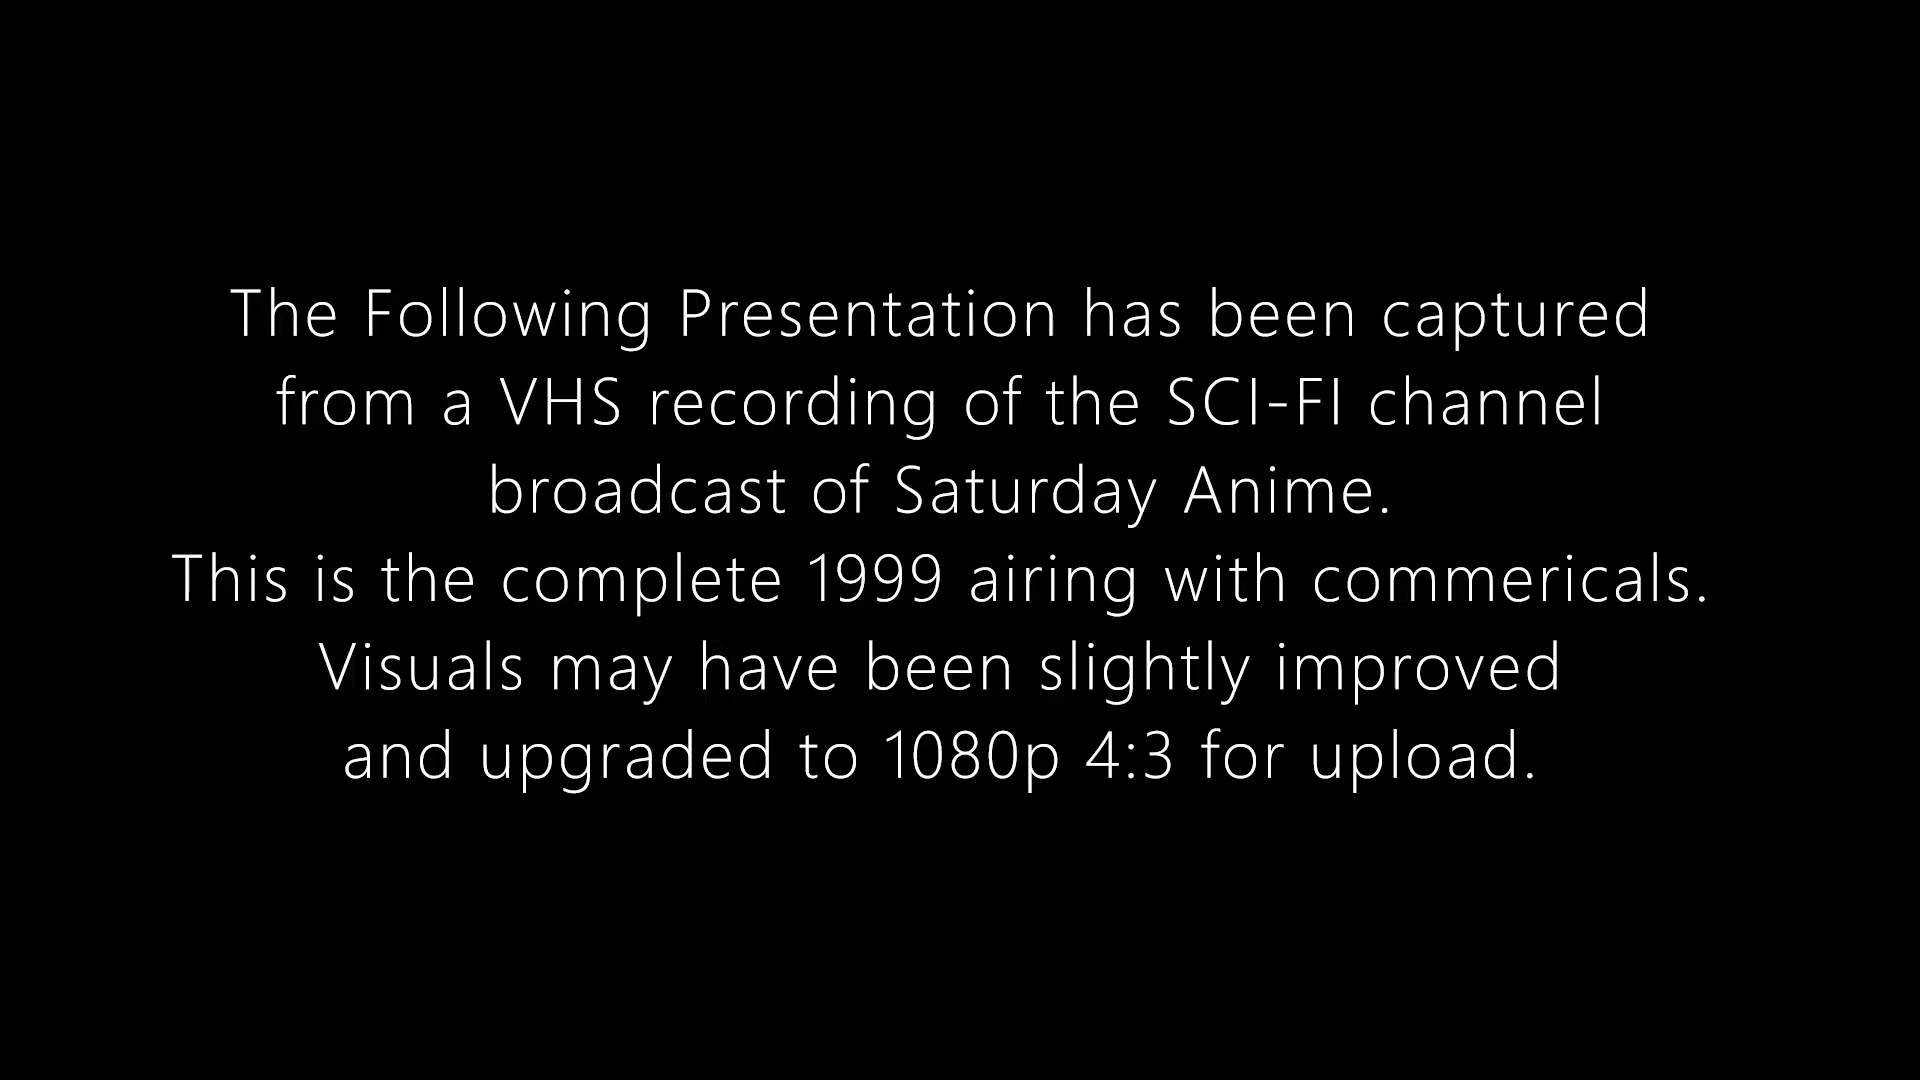 The Following Presentation has been captured
from a VHS recording of the SCI-FI channel
broadcast of Saturday Anime.
This is the complete 1999 airing with commericals.
Visuals may have been slightly improved
and upgraded to 1080p 4:3 for upload.